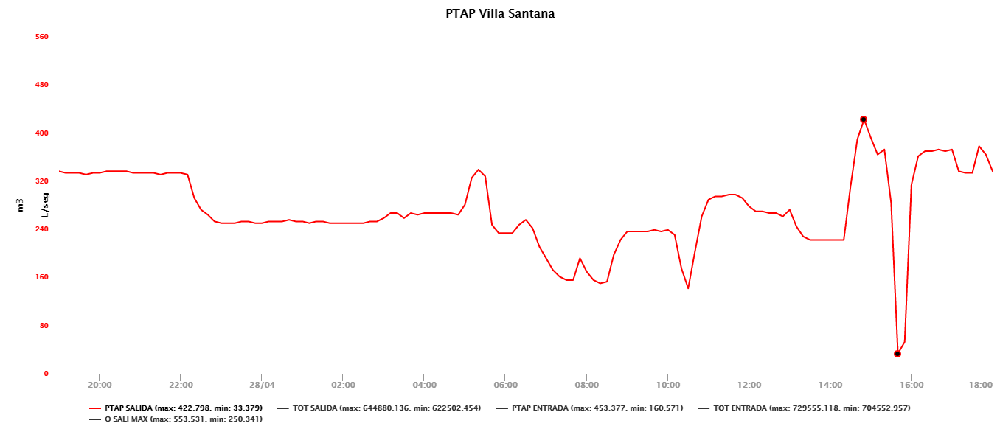 PTAP Villa Santana
560
480
400
320
240
160
80
0
m3
L/seg
20:00 22:00 28/04 02:00 04:00 06:00 08:00 10:00 12:00 14:00 16:00 18:00
PTAP SALIDA (max: 422.798, min: 33.379) TOT SALIDA (max: 644880.136, min: 622502.454) PTAP ENTRADA (max: 453.377, min: 160.571) TOT ENTRADA (max: 729555.118, min: 704552.957)
Q SALI MAX (max: 553.531, min: 250.341)